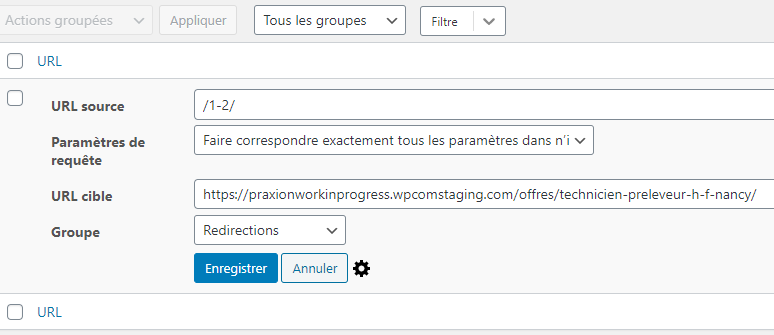 Actions groupées Appliquer Tous les groupes Filtre
URL
URL source /1-2/
Paramètres de requête Faire correspondre exactement tous les paramètres dans n'i
URL cible https://praxionworkinprogress.wpcomstaging.com/offres/technicien-preleveur-h-f-nancy/
Groupe Redirections
Enregistrer Annuler
URL